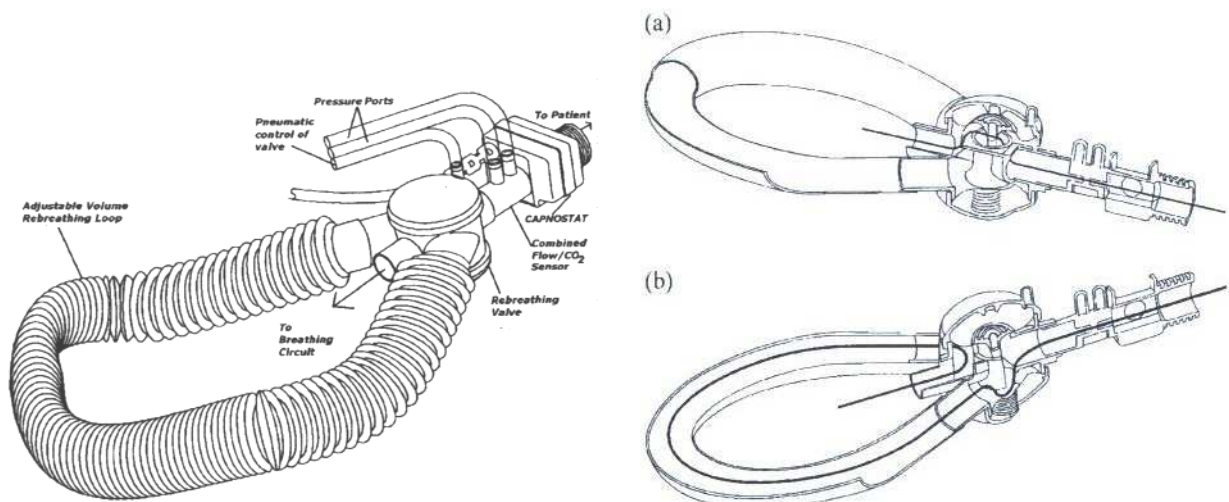 Pressure Ports
Pneumatic
control of
valve
To Patient
Adjustable Volume
Rebreathing Loop
CAPNOSTAT
Combined
Flow/CO₂
Sensor
Rebreathing
Valve
To
Breathing
Circuit
(a)
(b)